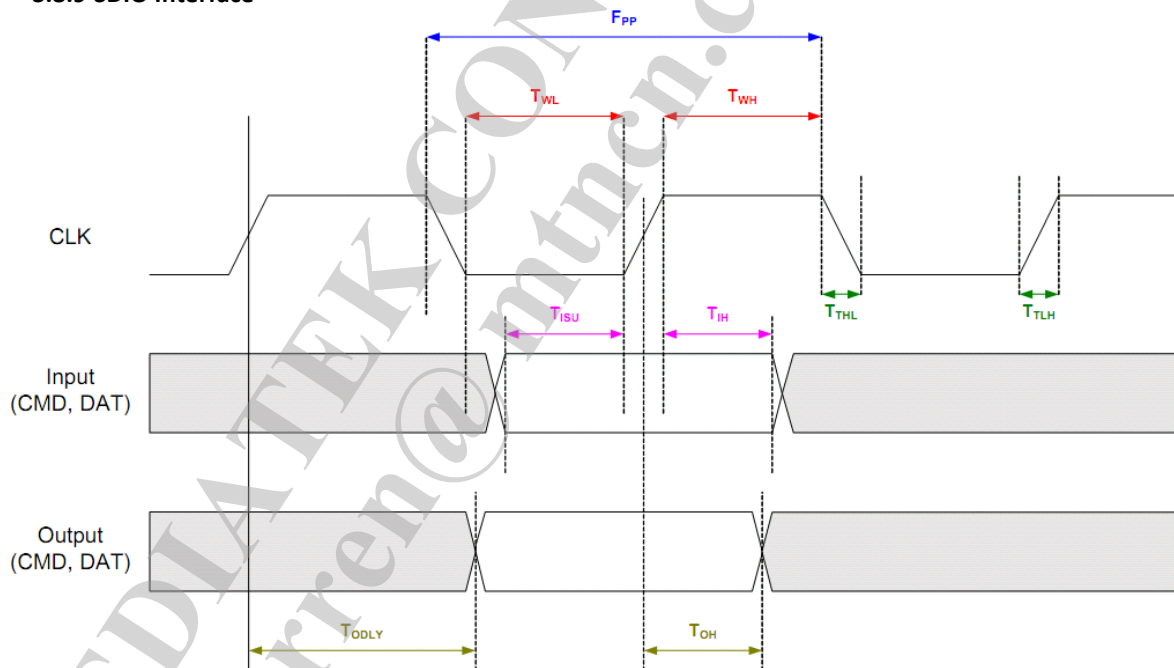 F_PP
T_WL T_WH
CLK
T_THL T_TLH
T_ISU T_IH
Input
(CMD, DAT)
Output
(CMD, DAT)
T_ODLY T_OH